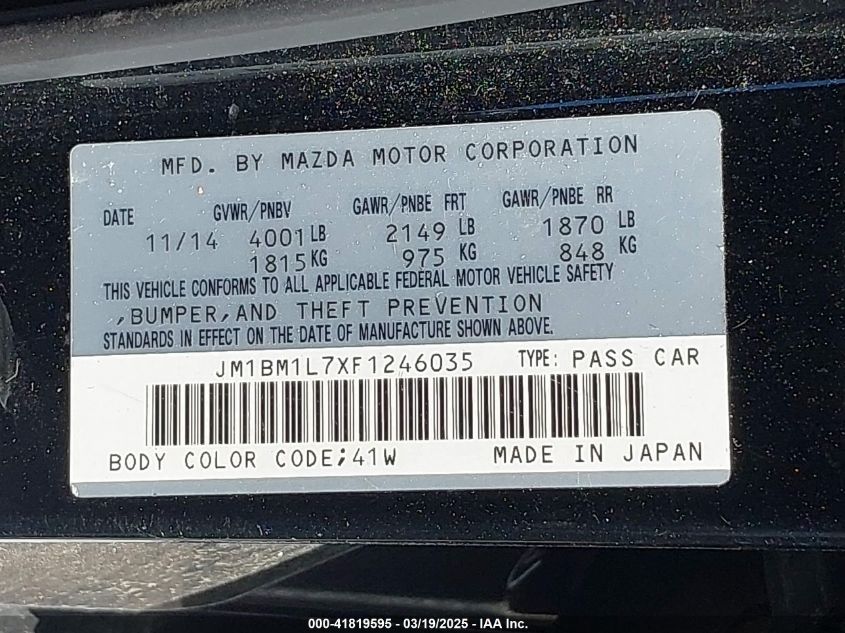 MFD. BY MAZDA MOTOR CORPORATION
DATE GVWR/PNBV GAWR/PNBE FRT GAWR/PNBE RR
11/14 4001 LB 2149 LB 1870 LB
1815 KG 975 KG 848 KG
THIS VEHICLE CONFORMS TO ALL APPLICABLE FEDERAL MOTOR VEHICLE SAFETY
,BUMPER,AND THEFT PREVENTION
STANDARDS IN EFFECT ON THE DATE OF MANUFACTURE SHOWN ABOVE.
JM1BM1L7XF1246035 TYPE: PASS CAR
BODY COLOR CODE;41W MADE IN JAPAN
000-41819595 - 03/19/2025 - IAA Inc.